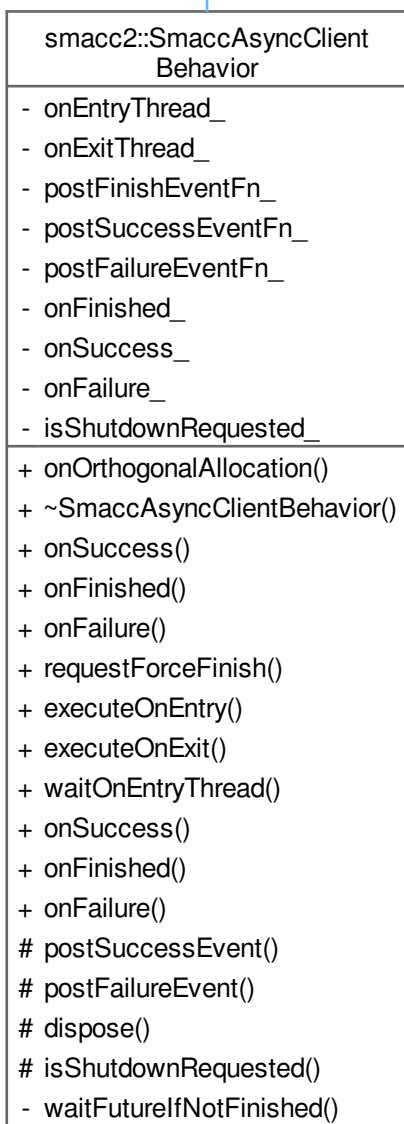 smacc2::SmaccAsyncClient
Behavior
- onEntryThread_
- onExitThread_
- postFinishEventFn_
- postSuccessEventFn_
- postFailureEventFn_
- onFinished_
- onSuccess_
- onFailure_
- isShutdownRequested_
+ onOrthogonalAllocation()
+ ~SmaccAsyncClientBehavior()
+ onSuccess()
+ onFinished()
+ onFailure()
+ requestForceFinish()
+ executeOnEntry()
+ executeOnExit()
+ waitOnEntryThread()
+ onSuccess()
+ onFinished()
+ onFailure()
# postSuccessEvent()
# postFailureEvent()
# dispose()
# isShutdownRequested()
- waitFutureIfNotFinished()